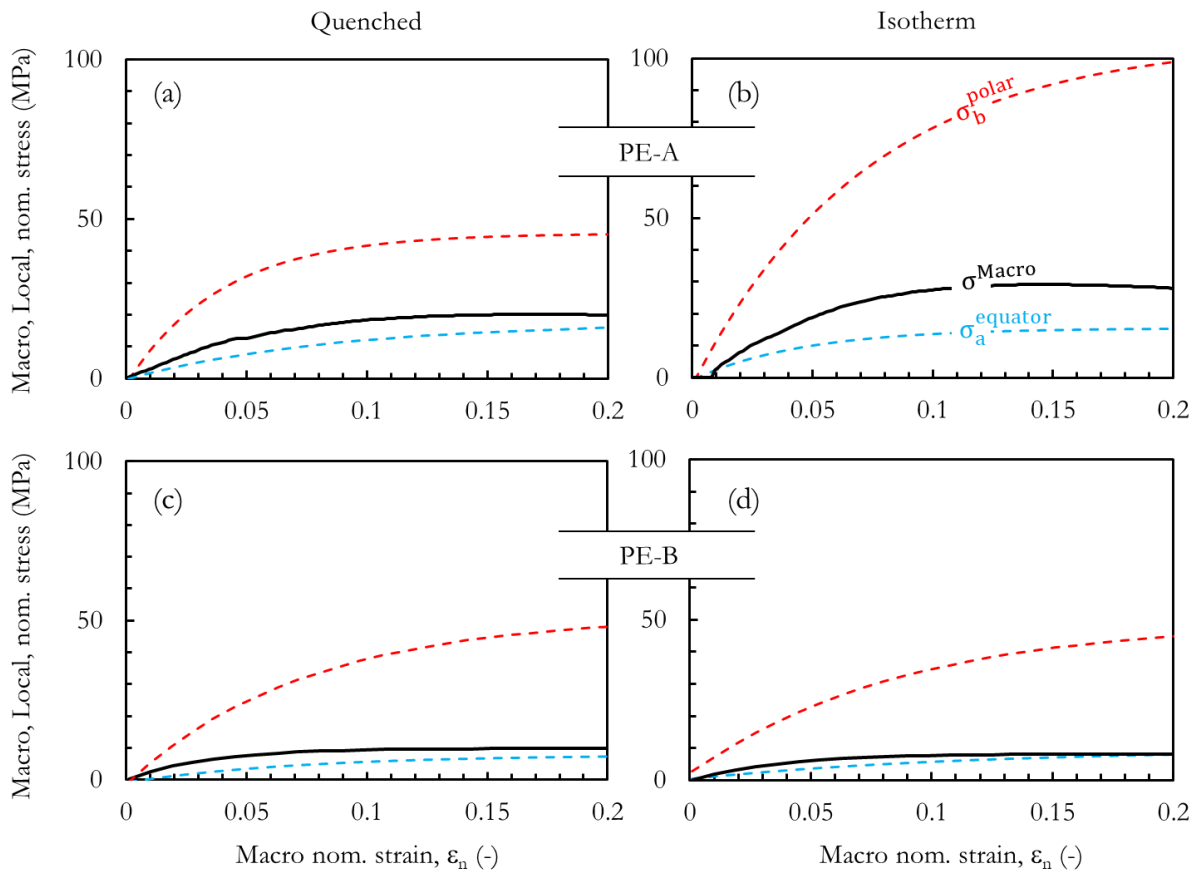 Quenched
Isotherm
Macro, Local, nom. stress (MPa)
100
50
0
(a)
0
0.05
0.1
0.15
0.2
PE-A
100
50
0
(b)
σ_b^polar
σ^Macro
σ_a^equator
0
0.05
0.1
0.15
0.2
Macro, Local, nom. stress (MPa)
100
50
0
(c)
0
0.05
0.1
0.15
0.2
Macro nom. strain, ε_n (-)
PE-B
100
50
0
(d)
0
0.05
0.1
0.15
0.2
Macro nom. strain, ε_n (-)